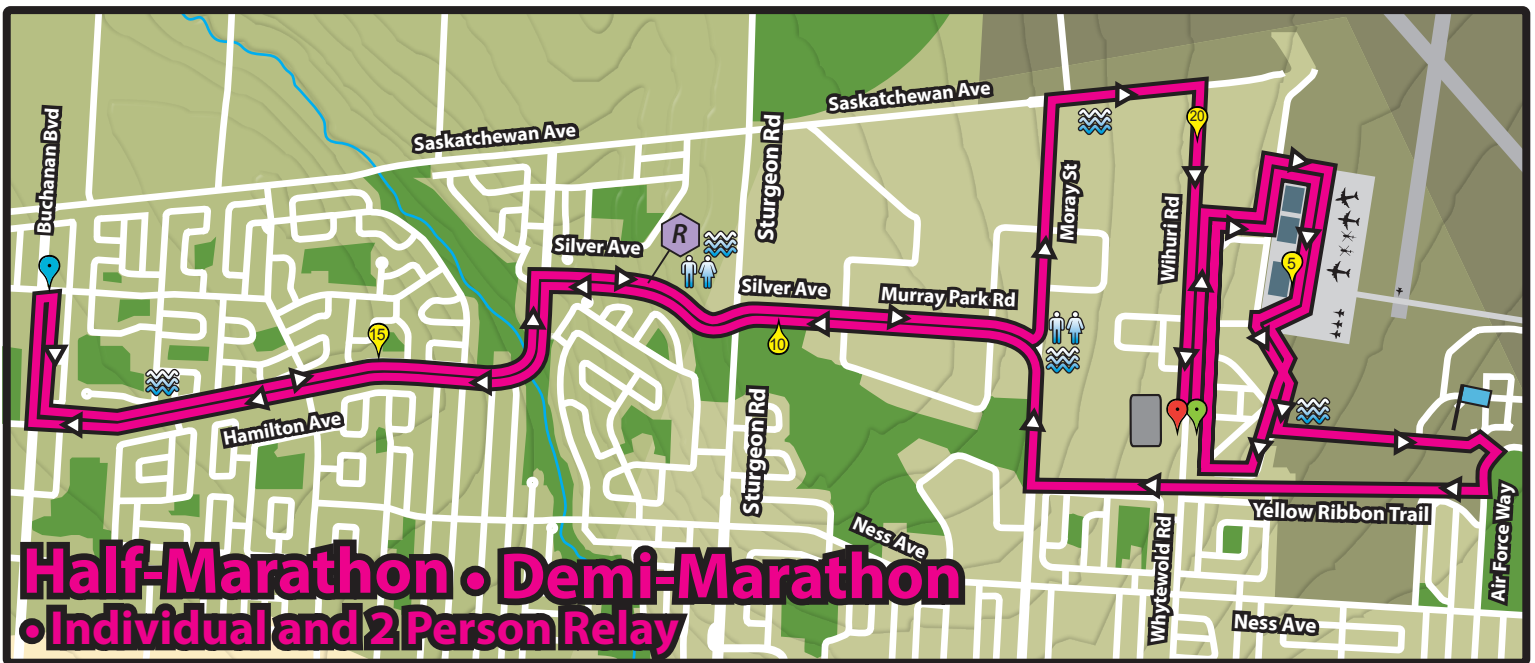 Buchanan Bvd
Saskatchewan Ave
Saskatchewan Ave
Sturgeon Rd
Moray St
Wihuri Rd
20
Silver Ave
R
5
Silver Ave
Murray Park Rd
15
10
Hamilton Ave
Sturgeon Rd
Ness Ave
Yellow Ribbon Trail
Air Force Way
Whytewold Rd
Ness Ave
Half-Marathon • Demi-Marathon
• Individual and 2 Person Relay